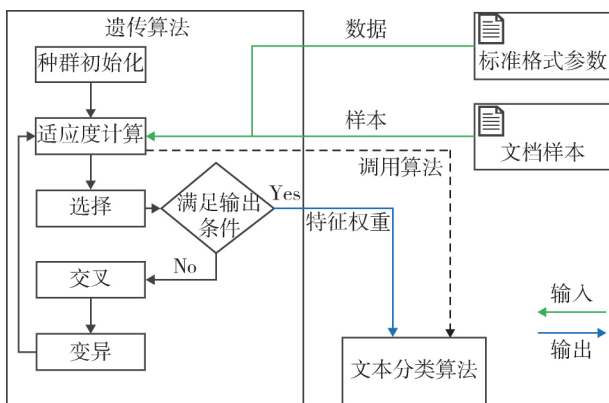 遗传算法
种群初始化
适应度计算
选择
满足输出
条件
Yes
No
交叉
变异
数据
标准格式参数
样本
文档样本
调用算法
特征权重
文本分类算法
输入
输出